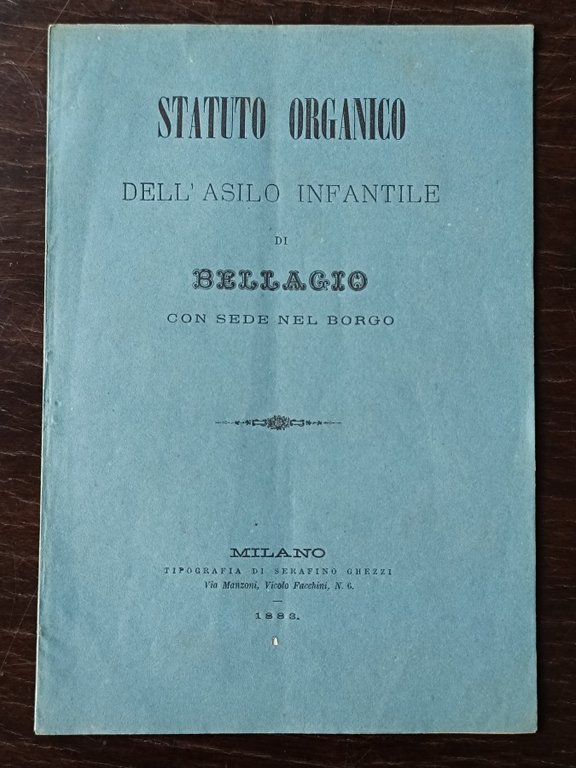 STATUTO ORGANICO
DELL' ASILO INFANTILE
DI
BELLAGIO
CON SEDE NEL BORGO
MILANO
TIPOGRAFIA DI SERAFINO GHEZZI
Via Manzoni, Vicolo Facchini, N. 6.
1883.